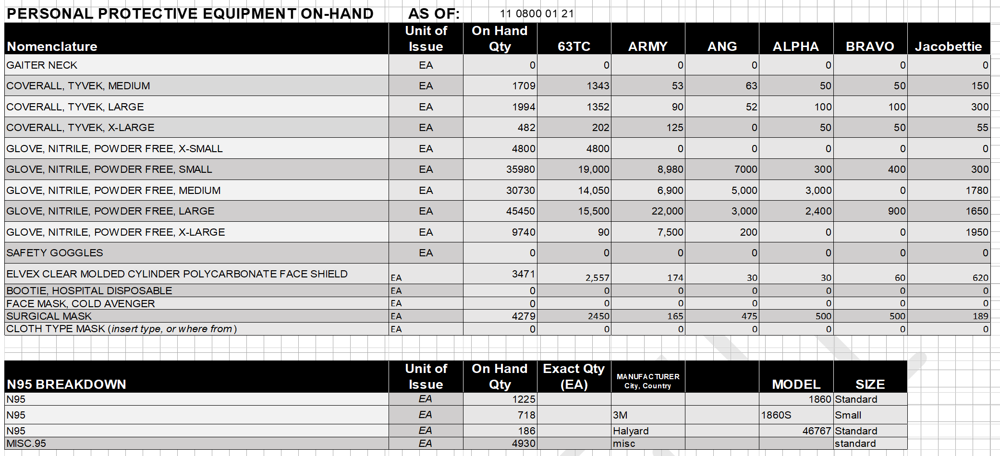 PERSONAL PROTECTIVE EQUIPMENT ON-HAND AS OF: 11 0800 01 21
Nomenclature Unit of Issue On Hand Qty 63TC ARMY ANG ALPHA BRAVO Jacobettie
GAITER NECK EA 0 0 0 0 0 0 0
COVERALL, TYVEK, MEDIUM EA 1709 1343 53 63 50 50 150
COVERALL, TYVEK, LARGE EA 1994 1352 90 52 100 100 300
COVERALL, TYVEK, X-LARGE EA 482 202 125 0 50 50 55
GLOVE, NITRILE, POWDER FREE, X-SMALL EA 4800 4800 0 0 0 0 0
GLOVE, NITRILE, POWDER FREE, SMALL EA 35980 19,000 8,980 7000 300 400 300
GLOVE, NITRILE, POWDER FREE, MEDIUM EA 30730 14,050 6,900 5,000 3,000 0 1780
GLOVE, NITRILE, POWDER FREE, LARGE EA 45450 15,500 22,000 3,000 2,400 900 1650
GLOVE, NITRILE, POWDER FREE, X-LARGE EA 9740 90 7,500 200 0 0 1950
SAFETY GOGGLES EA 0 0 0 0 0 0 0
ELVEX CLEAR MOLDED CYLINDER POLYCARBONATE FACE SHIELD EA 3471 2,557 174 30 30 60 620
BOOTIE, HOSPITAL DISPOSABLE EA 0 0 0 0 0 0 0
FACE MASK, COLD AVENGER EA 0 0 0 0 0 0 0
SURGICAL MASK EA 4279 2450 165 475 500 500 189
CLOTH TYPE MASK (insert type, or where from) EA 0 0 0 0 0 0 0
N95 BREAKDOWN Unit of Issue On Hand Qty Exact Qty (EA) MANUFACTURER City, Country MODEL SIZE
N95 EA 1225 1860 Standard
N95 EA 718 3M 1860S Small
N95 EA 186 Halyard 46767 Standard
MISC.95 EA 4930 misc standard